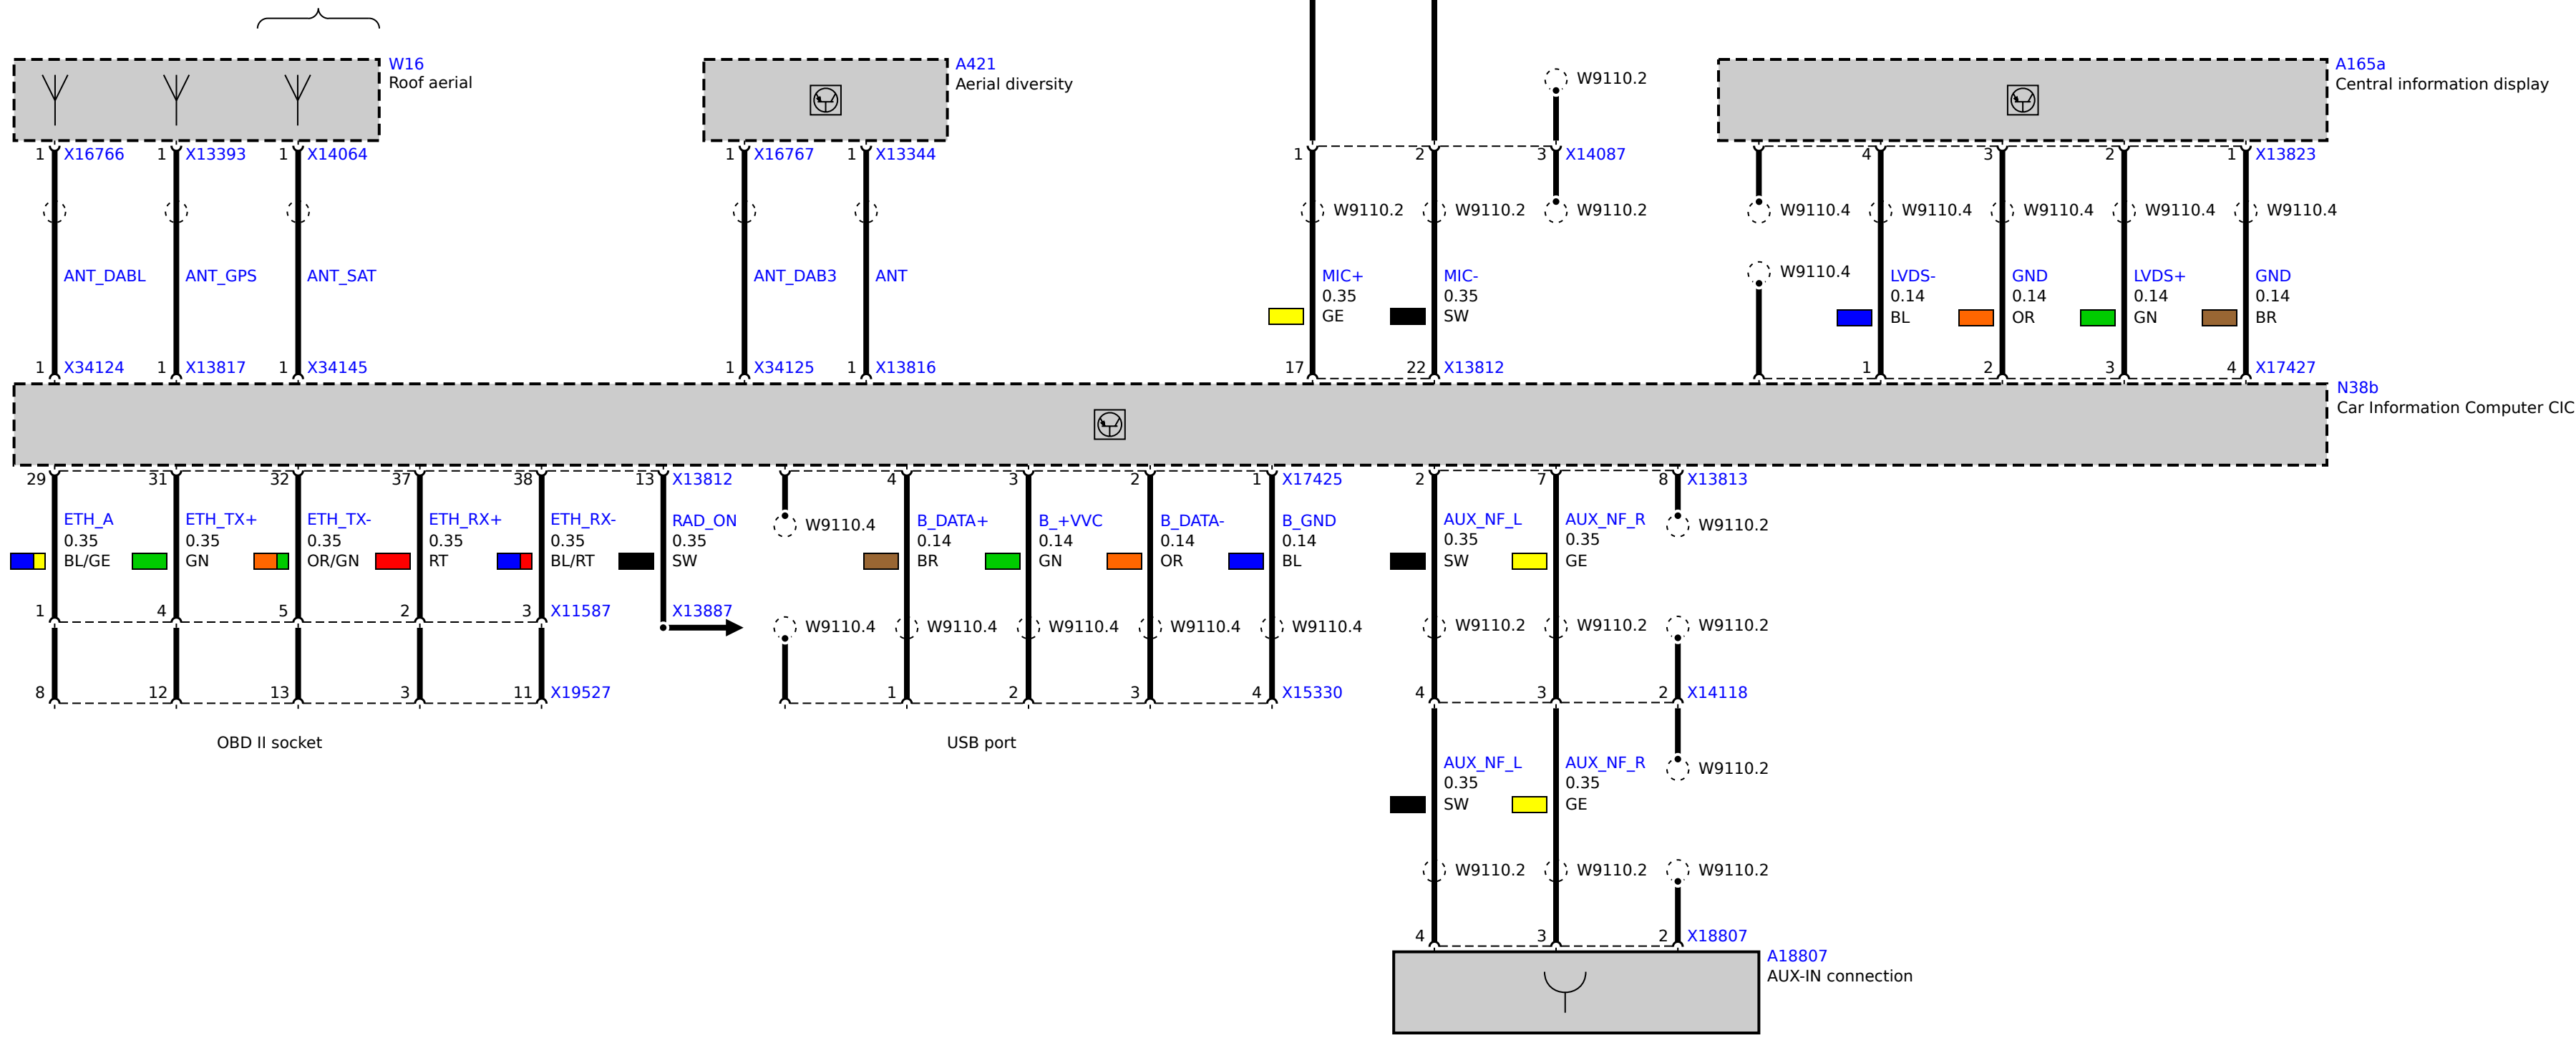 W16
Roof aerial
A421
Aerial diversity
W9110.2
A165a
Central information display
1 X16766 1 X13393 1 X14064
1 X16767 1 X13344
1 2 3 X14087
4 3 2 1 X13823
W9110.2 W9110.2 W9110.2
W9110.4 W9110.4 W9110.4 W9110.4 W9110.4
ANT_DABL ANT_GPS ANT_SAT
ANT_DAB3 ANT
MIC+ MIC-
0.35 0.35
GE SW
W9110.4
LVDS- GND LVDS+ GND
0.14 0.14 0.14 0.14
BL OR GN BR
1 X34124 1 X13817 1 X34145
1 X34125 1 X13816
17 22 X13812
1 2 3 4 X17427
N38b
Car Information Computer CIC
29 31 32 37 38 13 X13812
ETH_A ETH_TX+ ETH_TX- ETH_RX+ ETH_RX- RAD_ON
0.35 0.35 0.35 0.35 0.35 0.35
BL/GE GN OR/GN RT BL/RT SW
1 4 5 2 3 X11587 X13887
8 12 13 3 11 X19527
OBD II socket
4 3 2 1 X17425
W9110.4
B_DATA+ B_+VVC B_DATA- B_GND
0.14 0.14 0.14 0.14
BR GN OR BL
W9110.4 W9110.4 W9110.4 W9110.4 W9110.4
1 2 3 4 X15330
USB port
2 7 8 X13813
AUX_NF_L AUX_NF_R W9110.2
0.35 0.35
SW GE
W9110.2 W9110.2 W9110.2
4 3 2 X14118
AUX_NF_L AUX_NF_R W9110.2
0.35 0.35
SW GE
W9110.2 W9110.2 W9110.2
4 3 2 X18807
A18807
AUX-IN connection